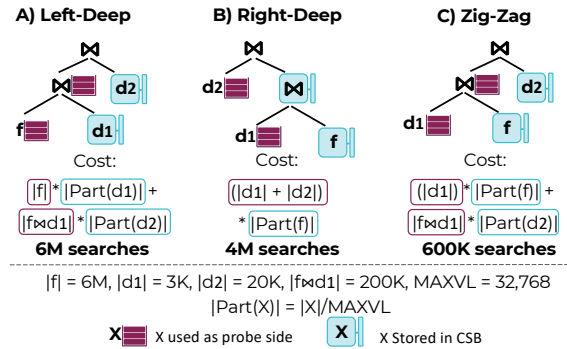 A) Left-Deep B) Right-Deep C) Zig-Zag
⋈ ⋈ ⋈
⋈ d2 d2 ⋈ ⋈ d2
f d1 d1 f d1 f
Cost: Cost: Cost:
|f| * |Part(d1)| + (|d1| + |d2|) (|d1|) * |Part(f)| +
|f⋈d1| * |Part(d2)| * |Part(f)| |f⋈d1| * |Part(d2)|
6M searches 4M searches 600K searches
|f| = 6M, |d1| = 3K, |d2| = 20K, |f⋈d1| = 200K, MAXVL = 32,768
|Part(X)| = |X|/MAXVL
X X used as probe side X X Stored in CSB